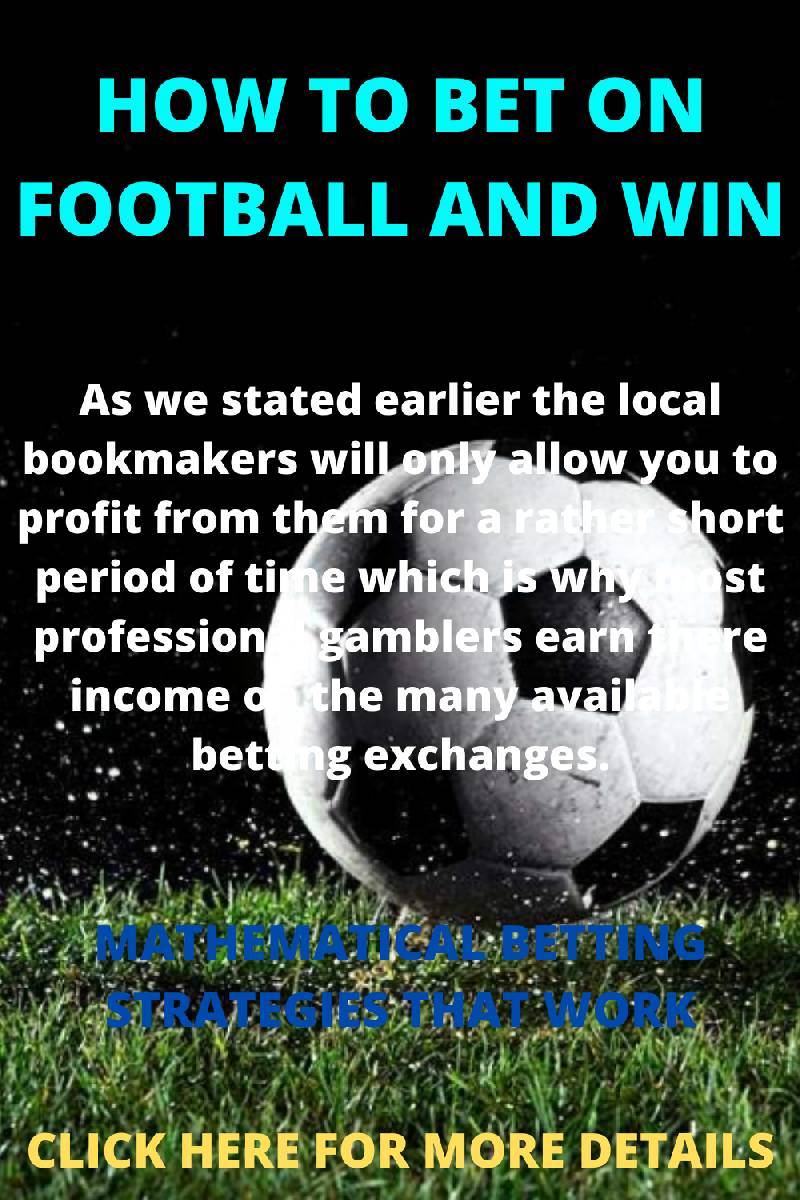 HOW TO BET ON
FOOTBALL AND WIN
As we stated earlier the local
bookmakers will only allow you to
profit from them for a rather short
period of time which is why most
professional gamblers earn there
income on the many available
betting exchanges.
MATHEMATICAL BETTING
STRATEGIES THAT WORK
CLICK HERE FOR MORE DETAILS